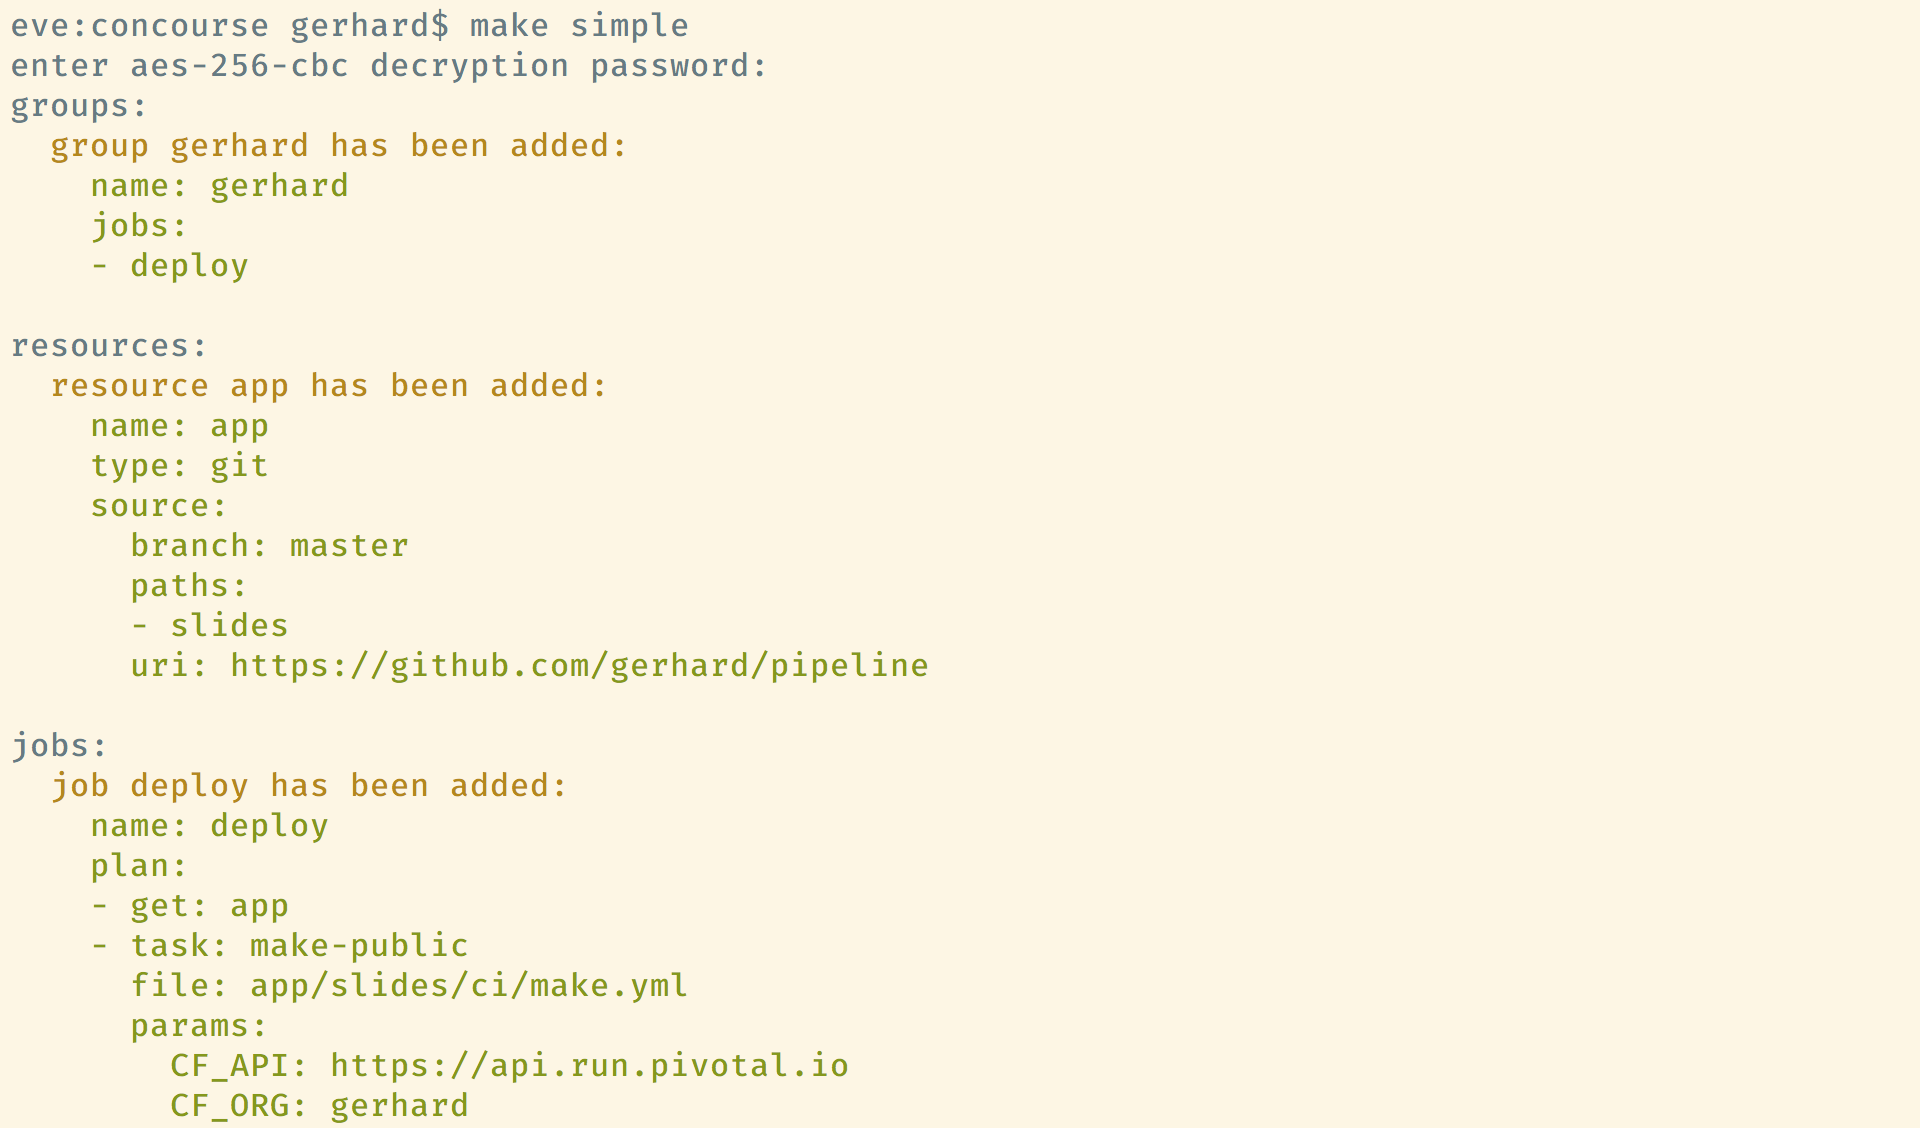 eve:concourse gerhard$ make simple
enter aes-256-cbc decryption password:
groups:
  group gerhard has been added:
    name: gerhard
    jobs:
    - deploy

resources:
  resource app has been added:
    name: app
    type: git
    source:
      branch: master
      paths:
      - slides
      uri: https://github.com/gerhard/pipeline

jobs:
  job deploy has been added:
    name: deploy
    plan:
    - get: app
    - task: make-public
      file: app/slides/ci/make.yml
      params:
        CF_API: https://api.run.pivotal.io
        CF_ORG: gerhard